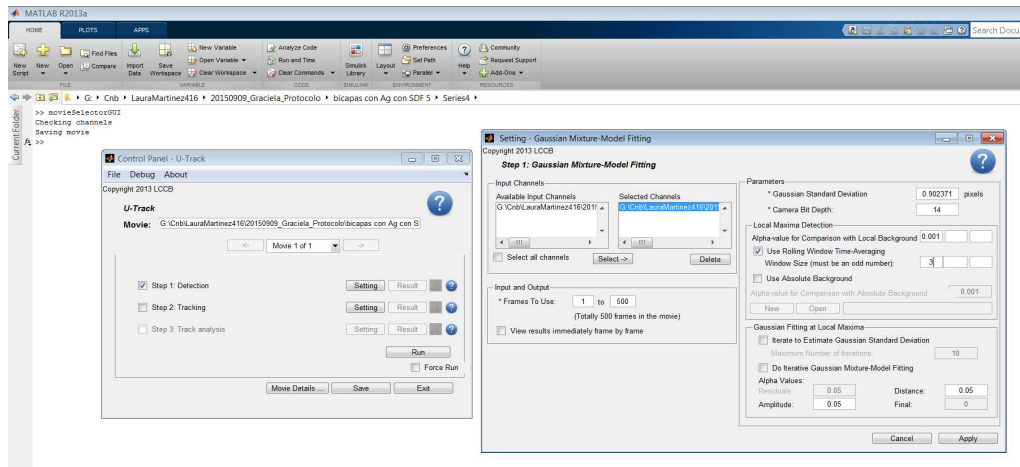 MATLAB R2013a
HOME PLOTS APPS
Search Docu
New Script
New
Open
Find Files
Compare
Import Data
Save Workspace
New Variable
Open Variable
Clear Workspace
Analyze Code
Run and Time
Clear Commands
Simulink Library
Layout
Preferences
Set Path
Parallel
Help
Community
Request Support
Add-Ons
FILE VARIABLE CODE SIMULINK ENVIRONMENT RESOURCES
G: Cnb LauraMartinez416 20150909_Graciela_Protocolo bicapas con Ag con SDF 5 Series4
Current Folder
>> movieSelectorGUI
Checking channels
Saving movie
fx >>
Control Panel - U-Track
File Debug About
Copyright 2013 LCCB
U-Track
Movie: G:\Cnb\LauraMartinez416\20150909_Graciela_Protocolo\bicapas con Ag con S
<- Movie 1 of 1 ->
Step 1: Detection Setting Result ?
Step 2: Tracking Setting Result ?
Step 3: Track analysis Setting Result ?
Run
Force Run
Movie Details ... Save Exit
Setting - Gaussian Mixture-Model Fitting
Copyright 2013 LCCB
Step 1: Gaussian Mixture-Model Fitting
Input Channels
Available Input Channels Selected Channels
G:\Cnb\LauraMartinez416\2015 G:\Cnb\LauraMartinez416\2015
Select all channels Select -> Delete
Input and Output
* Frames To Use: 1 to 500
(Totally 500 frames in the movie)
View results immediately frame by frame
Parameters
* Gaussian Standard Deviation 0.902371 pixels
* Camera Bit Depth: 14
Local Maxima Detection
Alpha-value for Comparison with Local Background 0.001
Use Rolling Window Time-Averaging
Window Size (must be an odd number): 3
Use Absolute Background
Alpha-value for Comparison with Absolute Background 0.001
New Open
Gaussian Fitting at Local Maxima
Iterate to Estimate Gaussian Standard Deviation
Maximum Number of Iterations: 10
Do Iterative Gaussian Mixture-Model Fitting
Alpha Values:
Residuals: 0.05 Distance: 0.05
Amplitude: 0.05 Final: 0
Cancel Apply